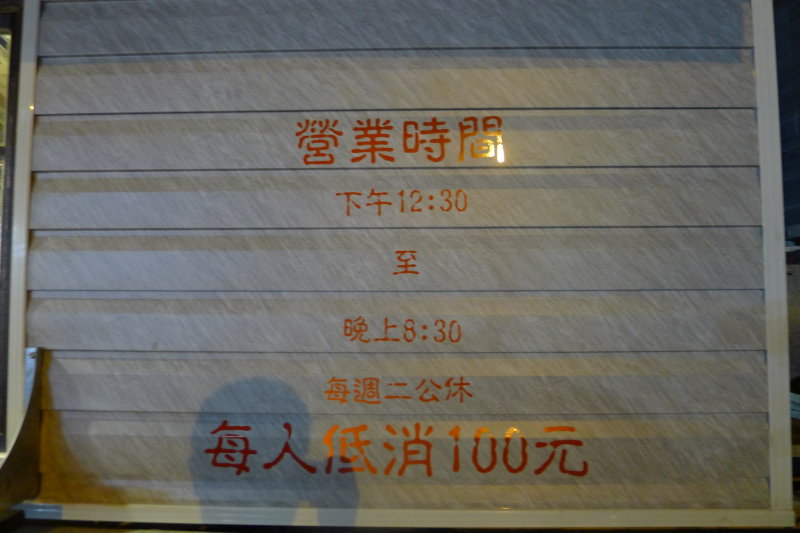 營業時間
下午12:30
至
晚上8:30
每週二公休
每人低消100元